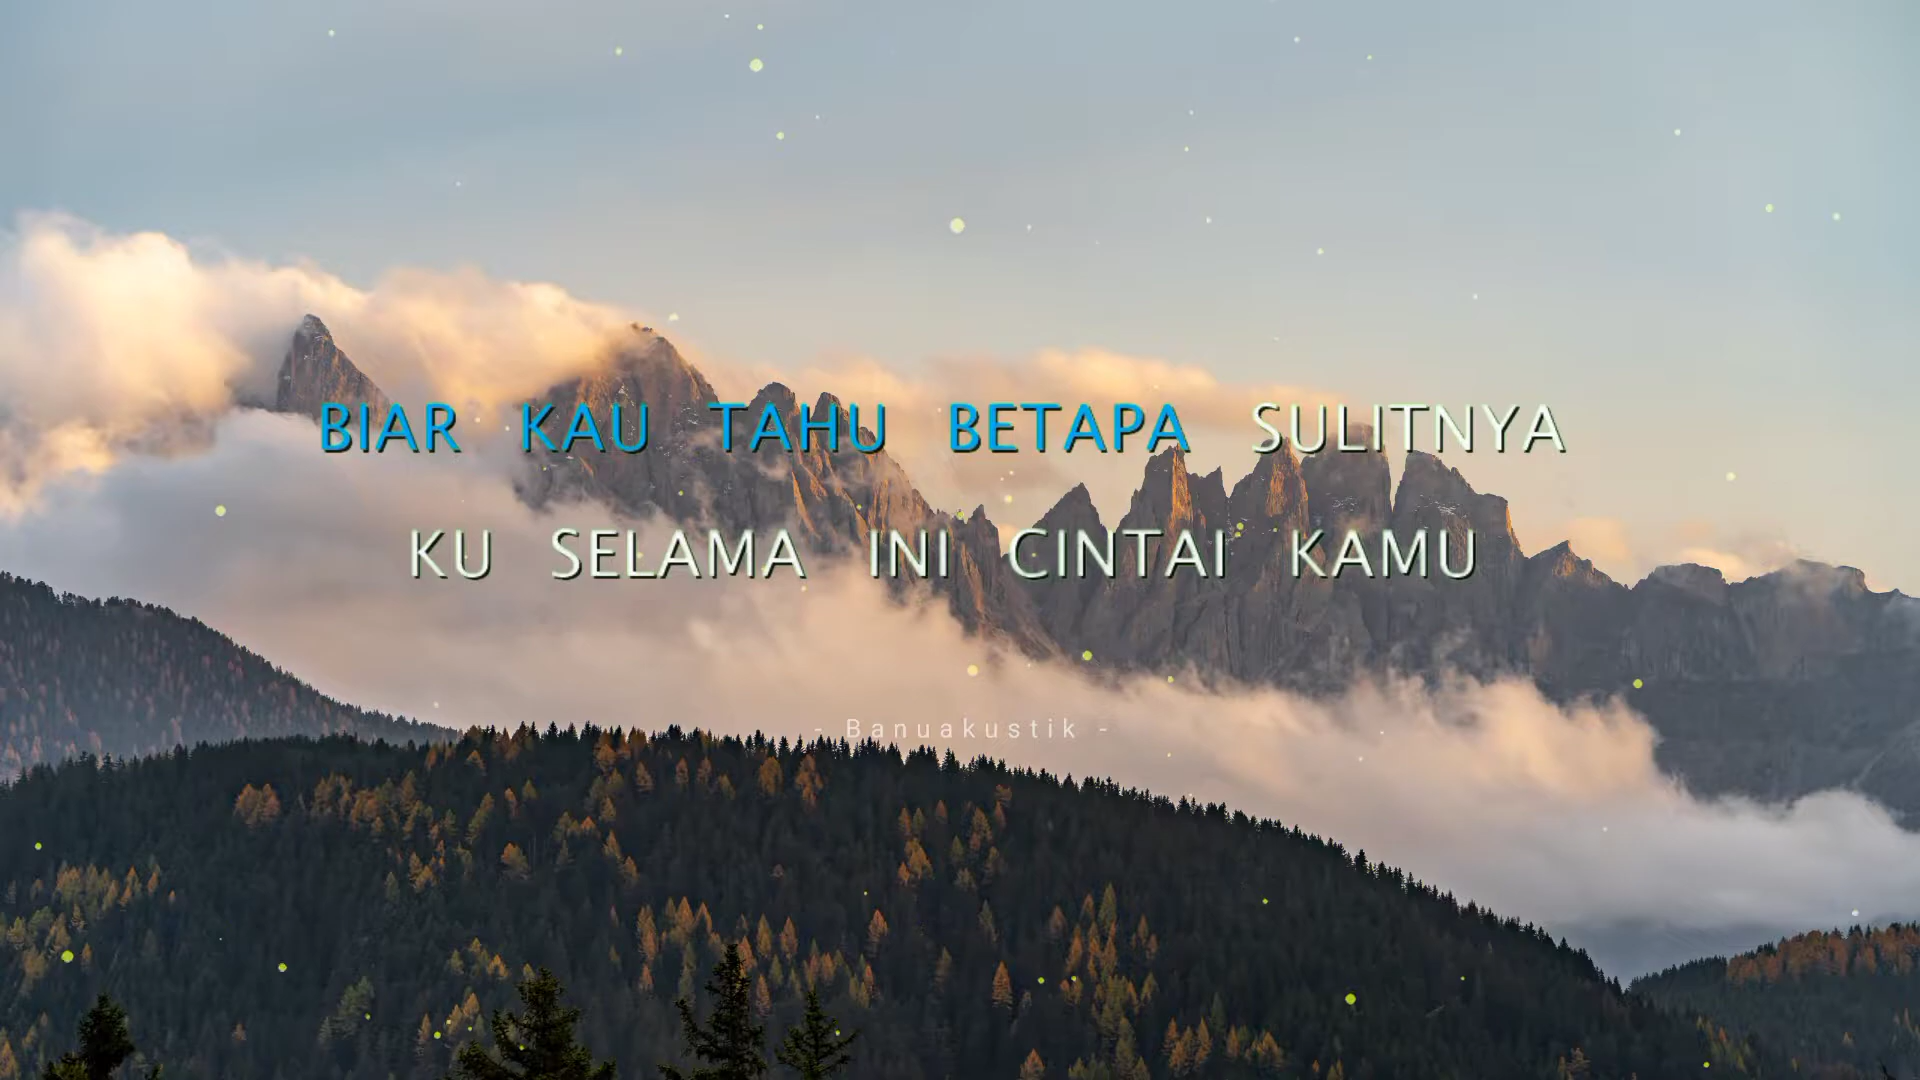 BIAR KAU TAHU BETAPA SULITNYA
KU SELAMA INI CINTAI KAMU
- Banuakustik -